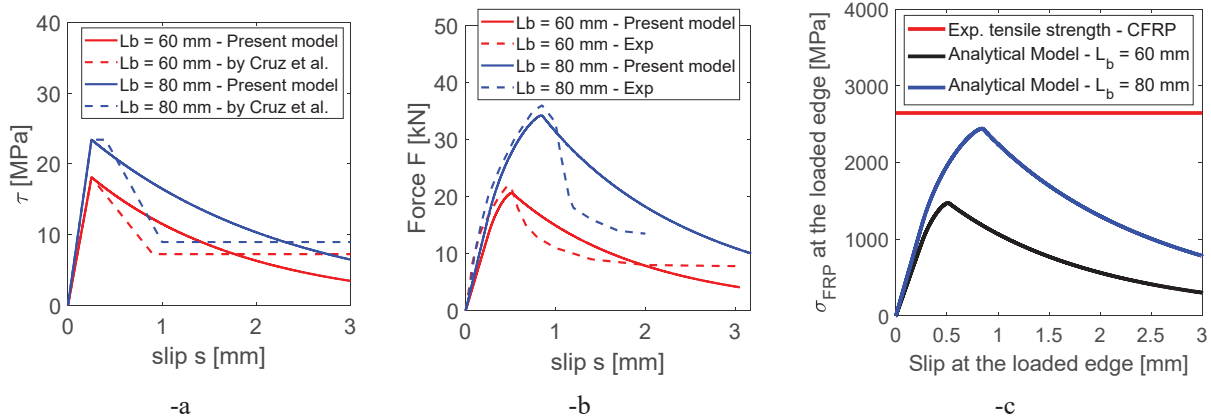 τ [MPa]
40
30
20
10
0
0
1
2
3
slip s [mm]
Lb = 60 mm - Present model
Lb = 60 mm - by Cruz et al.
Lb = 80 mm - Present model
Lb = 80 mm - by Cruz et al.
-a
Force F [kN]
50
40
30
20
10
0
0
1
2
3
slip s [mm]
Lb = 60 mm - Present model
Lb = 60 mm - Exp
Lb = 80 mm - Present model
Lb = 80 mm - Exp
-b
σFRP at the loaded edge [MPa]
4000
3000
2000
1000
0
0
0.5
1
1.5
2
2.5
3
Slip at the loaded edge [mm]
Exp. tensile strength - CFRP
Analytical Model - Lb = 60 mm
Analytical Model - Lb = 80 mm
-c